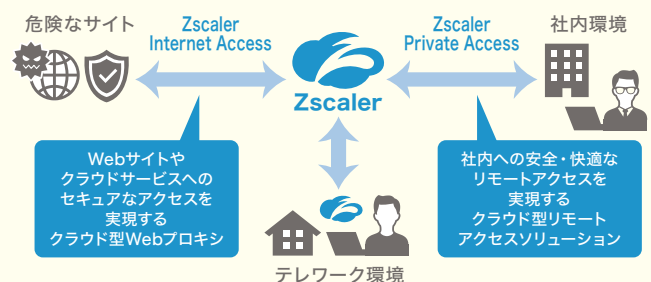 危険なサイト
Zscaler
Internet Access
Zscaler
Private Access
社内環境
Zscaler
Webサイトや
クラウドサービスへの
セキュアなアクセスを
実現する
クラウド型Webプロキシ
社内への安全・快適な
リモートアクセスを
実現する
クラウド型リモート
アクセスソリューション
テレワーク環境